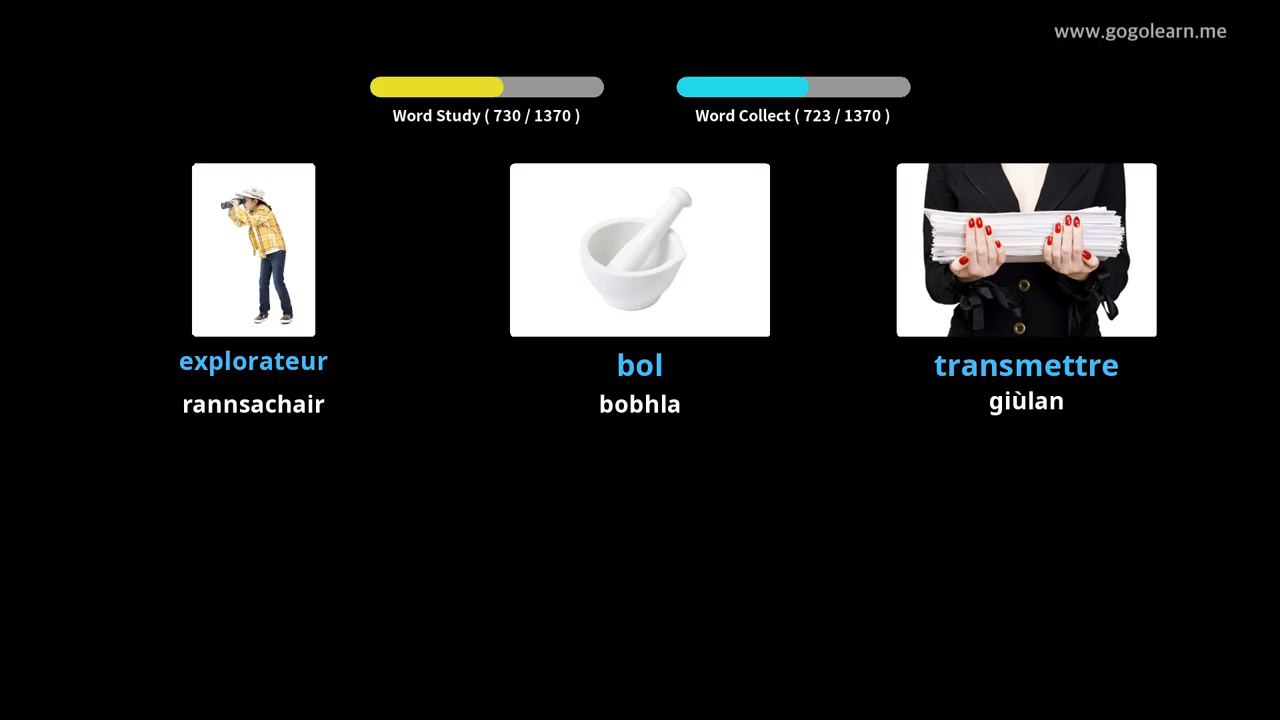 www.gogolearn.me
Word Study ( 730 / 1370 )
Word Collect ( 723 / 1370 )
explorateur
rannsachair
bol
bobhla
transmettre
giùlan